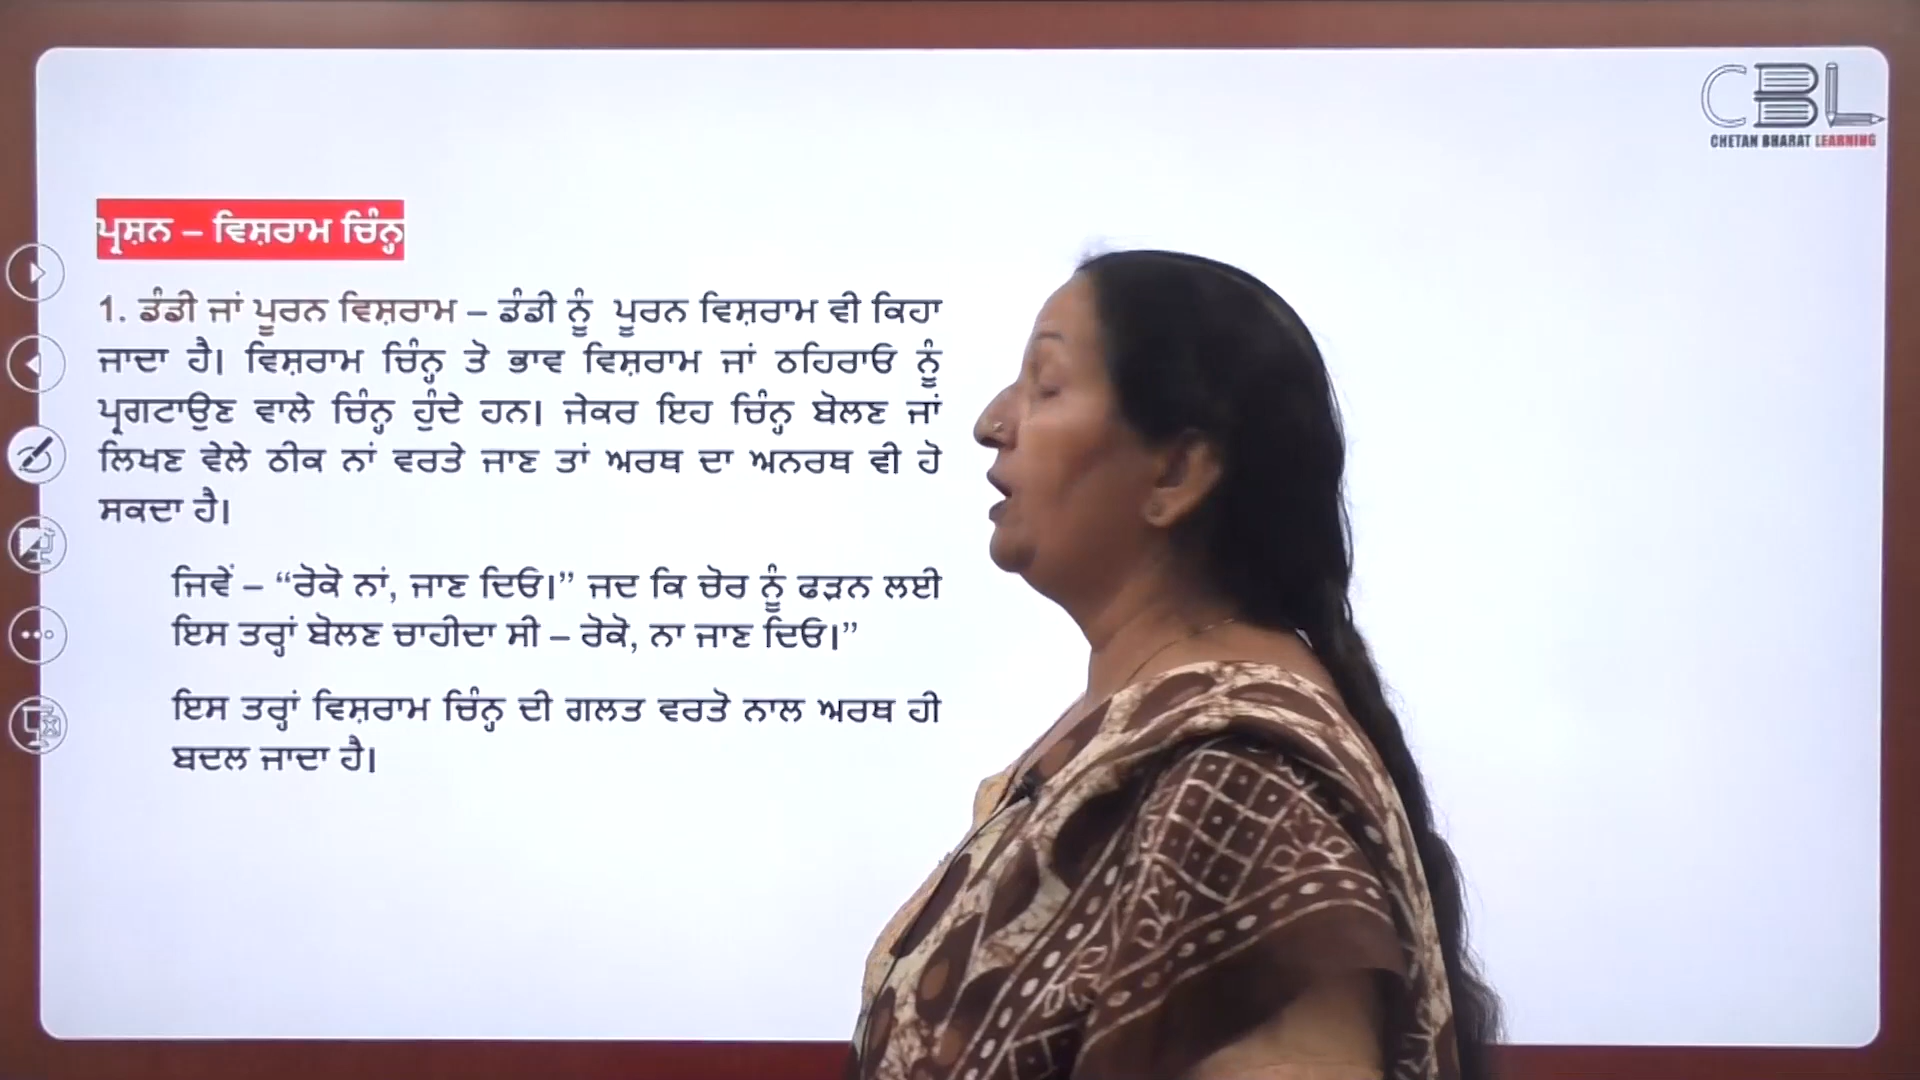 CBL
CHETAN BHARAT LEARNING
ਪ੍ਰਸ਼ਨ – ਵਿਸ਼ਰਾਮ ਚਿੰਨ੍ਹ
1. ਡੰਡੀ ਜਾਂ ਪੂਰਨ ਵਿਸ਼ਰਾਮ – ਡੰਡੀ ਨੂੰ ਪੂਰਨ ਵਿਸ਼ਰਾਮ ਵੀ ਕਿਹਾ
ਜਾਂਦਾ ਹੈ। ਵਿਸ਼ਰਾਮ ਚਿੰਨ੍ਹ ਤੋ ਭਾਵ ਵਿਸ਼ਰਾਮ ਜਾਂ ਠਹਿਰਾਓ ਨੂੰ
ਪ੍ਰਗਟਾਉਣ ਵਾਲੇ ਚਿੰਨ੍ਹ ਹੁੰਦੇ ਹਨ। ਜੇਕਰ ਇਹ ਚਿੰਨ੍ਹ ਬੋਲਣ ਜਾਂ
ਲਿਖਣ ਵੇਲੇ ਠੀਕ ਨਾਂ ਵਰਤੇ ਜਾਣ ਤਾਂ ਅਰਥ ਦਾ ਅਨਰਥ ਵੀ ਹੋ
ਸਕਦਾ ਹੈ।
ਜਿਵੇਂ – “ਰੋਕੋ ਨਾਂ, ਜਾਣ ਦਿਓ।” ਜਦ ਕਿ ਚੋਰ ਨੂੰ ਫੜਨ ਲਈ
ਇਸ ਤਰ੍ਹਾਂ ਬੋਲਣ ਚਾਹੀਦਾ ਸੀ – ਰੋਕੋ, ਨਾ ਜਾਣ ਦਿਓ।”
ਇਸ ਤਰ੍ਹਾਂ ਵਿਸ਼ਰਾਮ ਚਿੰਨ੍ਹ ਦੀ ਗਲਤ ਵਰਤੋ ਨਾਲ ਅਰਥ ਹੀ
ਬਦਲ ਜਾਦਾ ਹੈ।